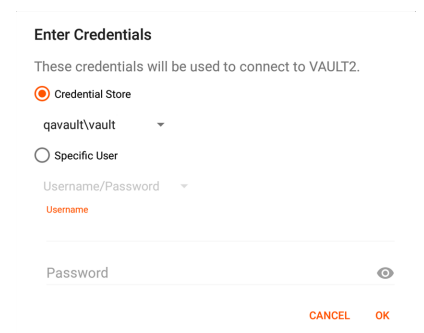 Enter Credentials
These credentials will be used to connect to VAULT2.
Credential Store
qavault\vault
Specific User
Username/Password
Username
Password
CANCEL OK